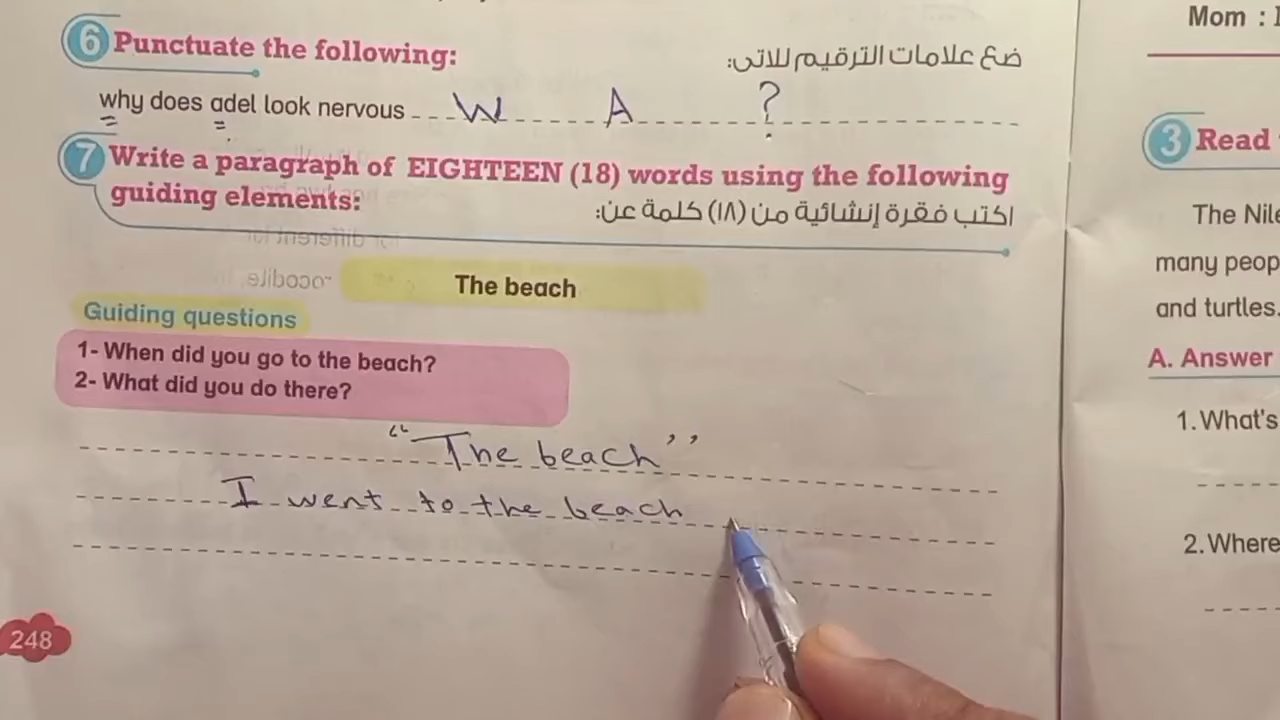 6 Punctuate the following:
ضع علامات الترقيم للاتى:
why does adel look nervous W A ?
7 Write a paragraph of EIGHTEEN (18) words using the following
guiding elements:
اكتب فقرة إنشائية من (١٨) كلمة عن:
The beach
Guiding questions
1- When did you go to the beach?
2- What did you do there?
“The beach’’
I went to the beach
248
Mom :
3 Read
The Nile
many peop
and turtles.
A. Answer
1. What's
2. Where